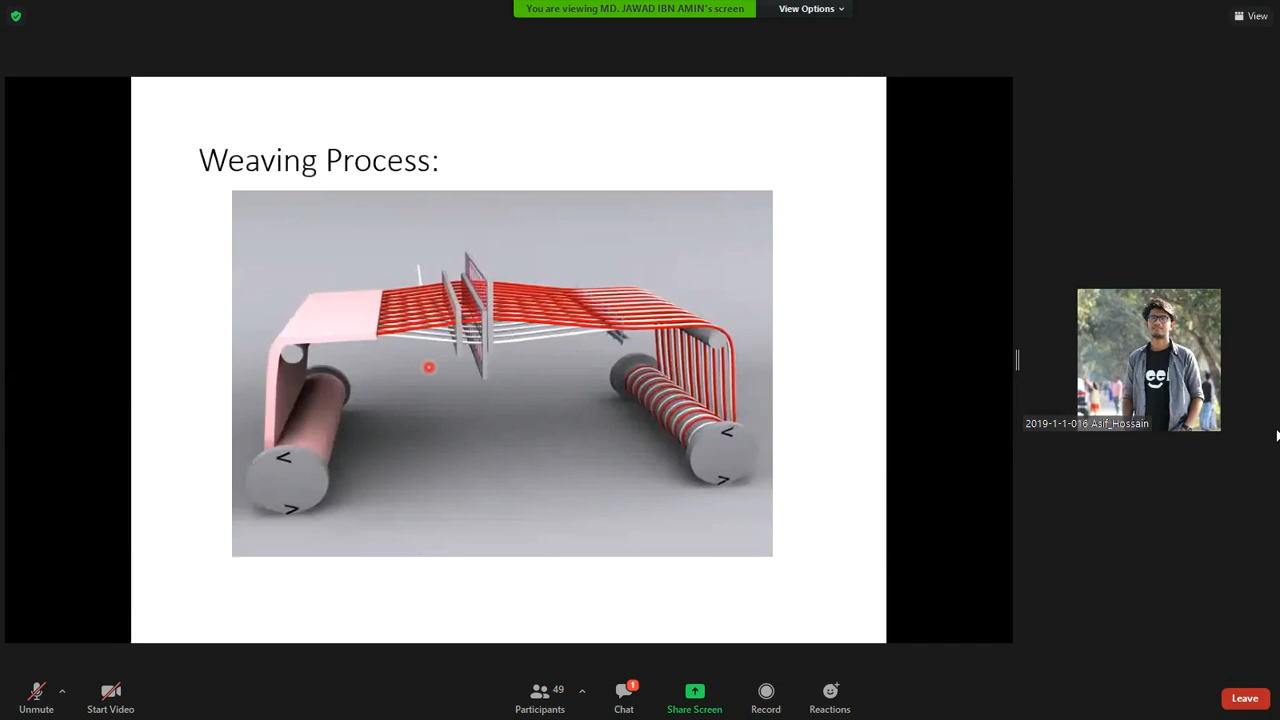 You are viewing MD. JAWAD IBN AMIN's screen
View Options
View
Weaving Process:
<
>
<
>
eel
2019-1-1-016 Asif_Hossain
Unmute
Start Video
49
Participants
1
Chat
Share Screen
Record
Reactions
Leave